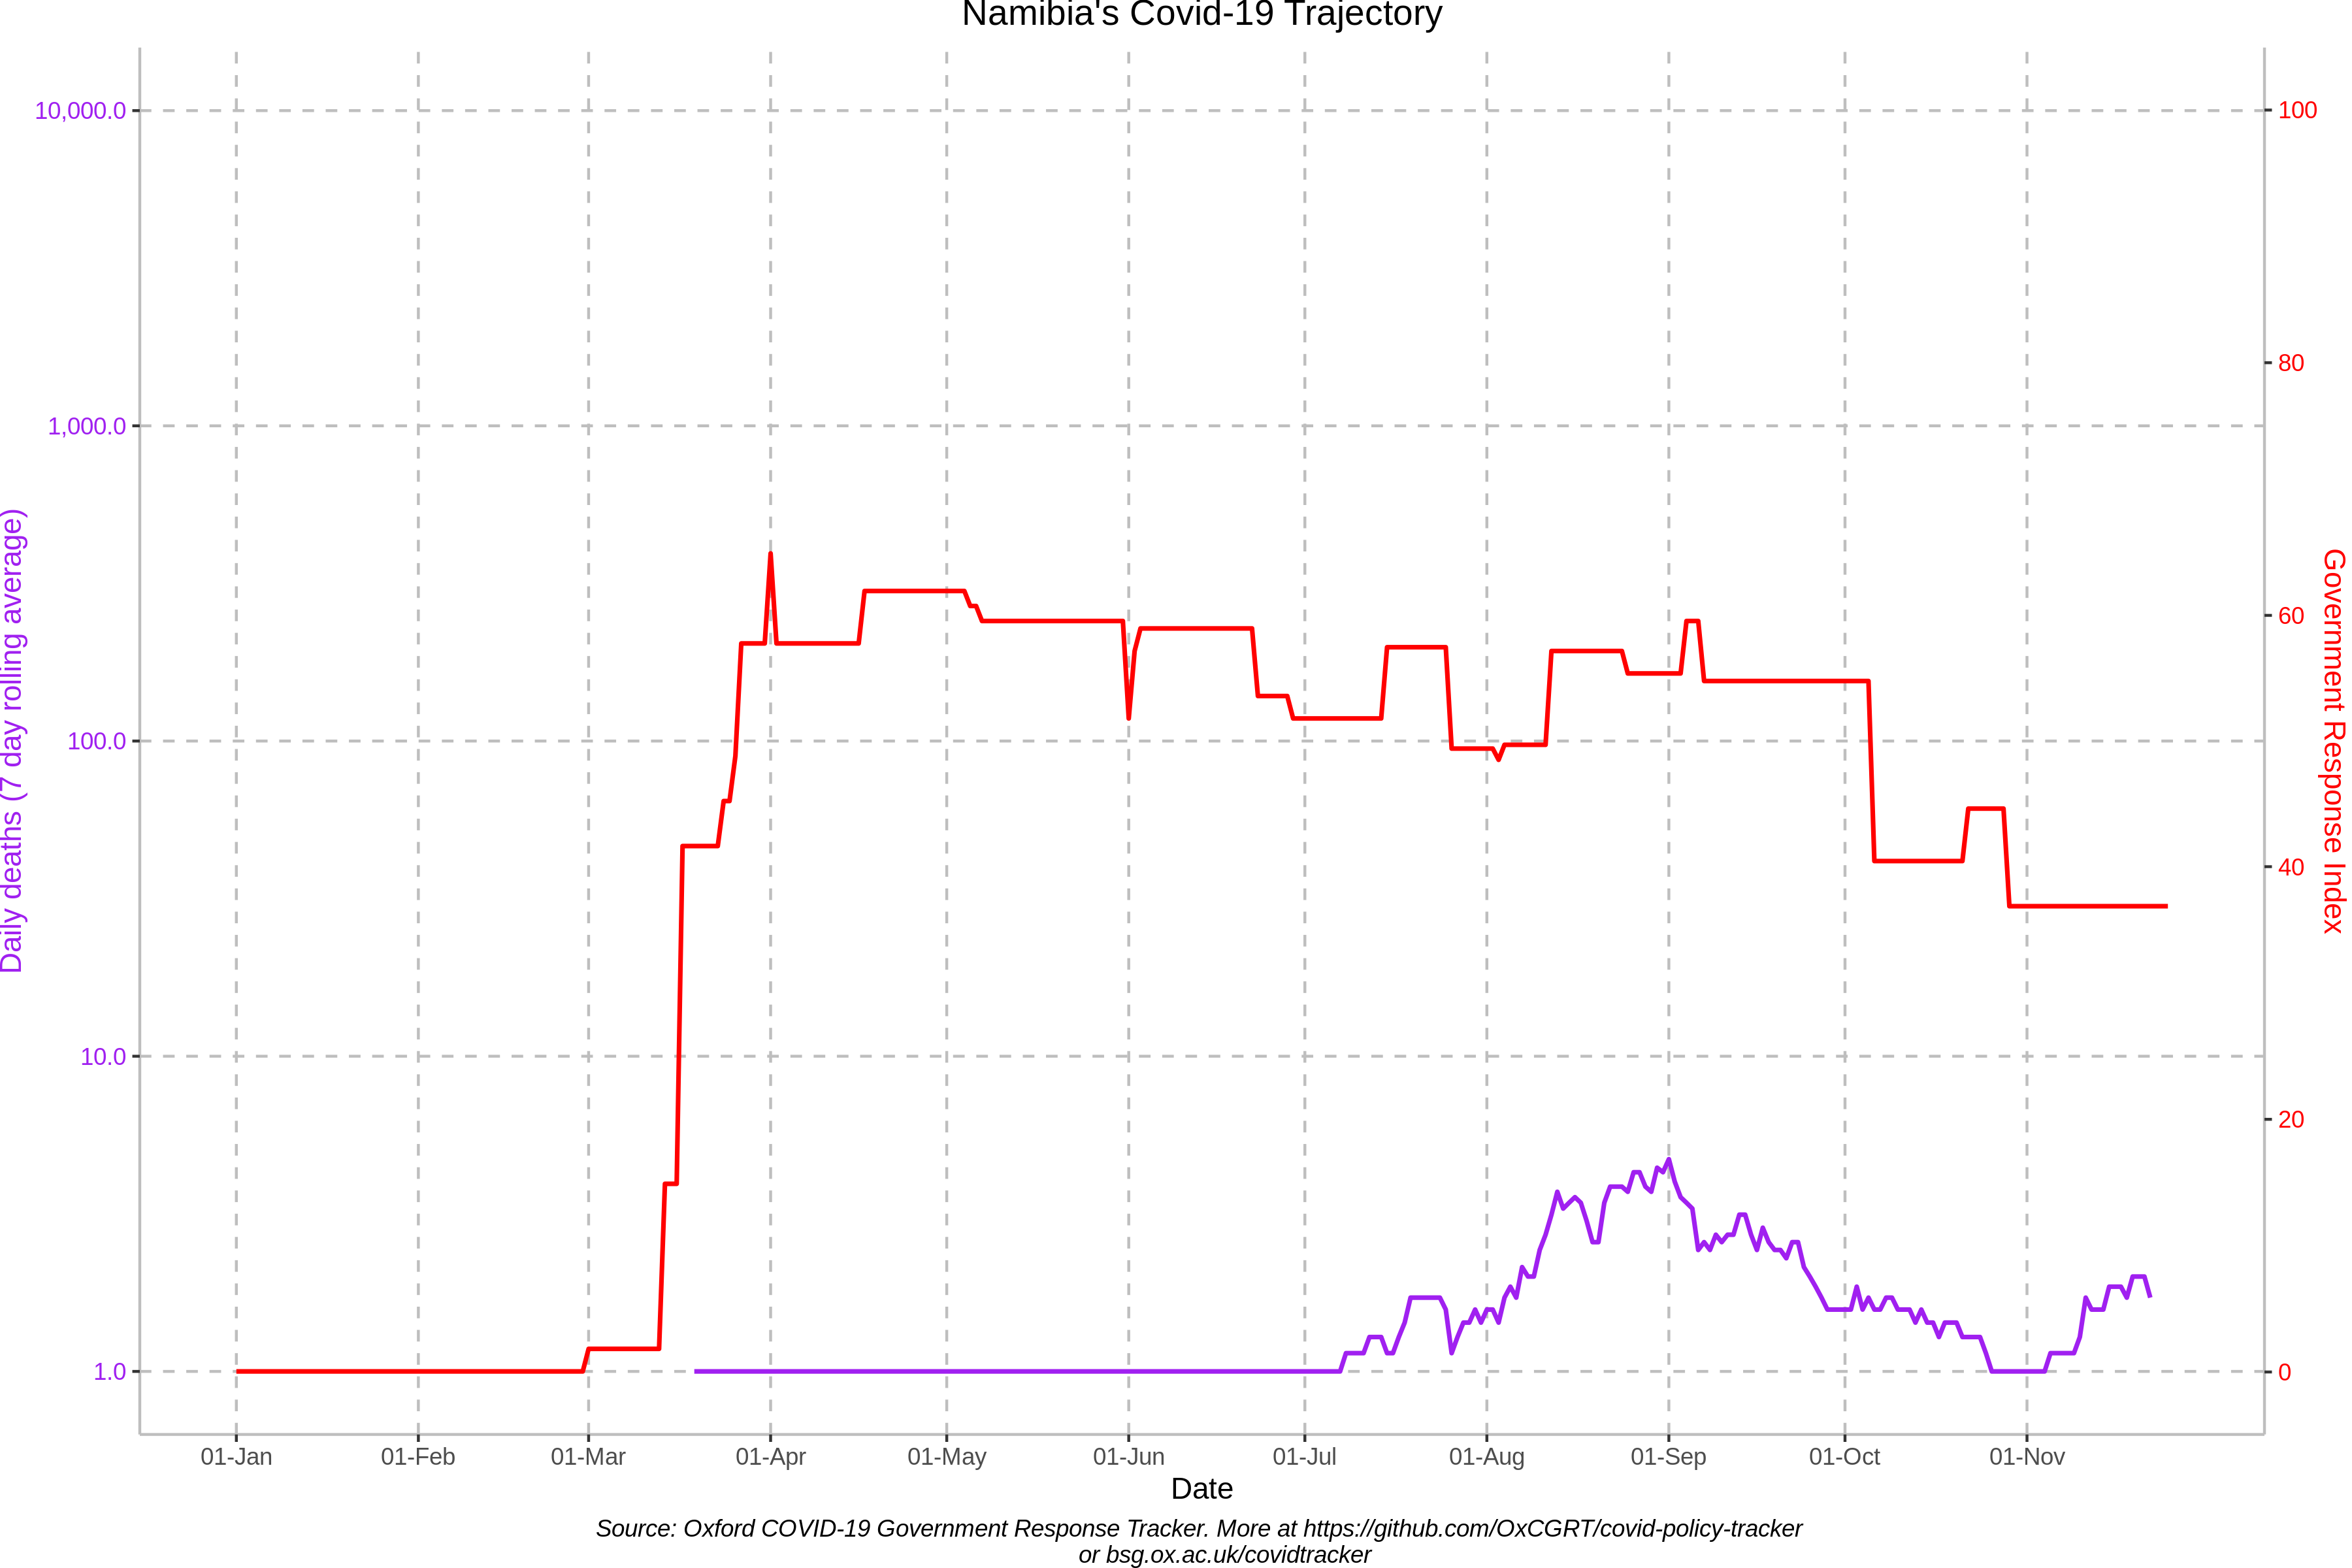 Namibia's Covid-19 Trajectory
10,000.0
1,000.0
100.0
10.0
1.0
Daily deaths (7 day rolling average)
100
80
60
40
20
0
Government Response Index
01-Jan 01-Feb 01-Mar 01-Apr 01-May 01-Jun 01-Jul 01-Aug 01-Sep 01-Oct 01-Nov
Date
Source: Oxford COVID-19 Government Response Tracker. More at https://github.com/OxCGRT/covid-policy-tracker
or bsg.ox.ac.uk/covidtracker